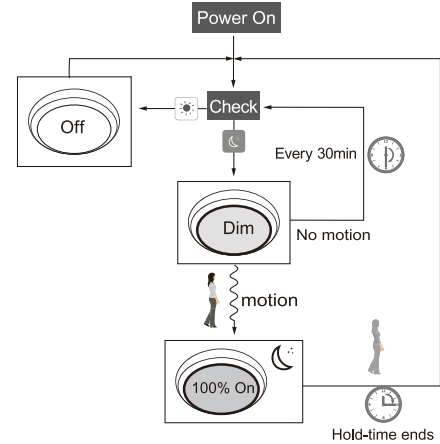 Power On
Check
Off
Every 30min
Dim
No motion
motion
100% On
Hold-time ends